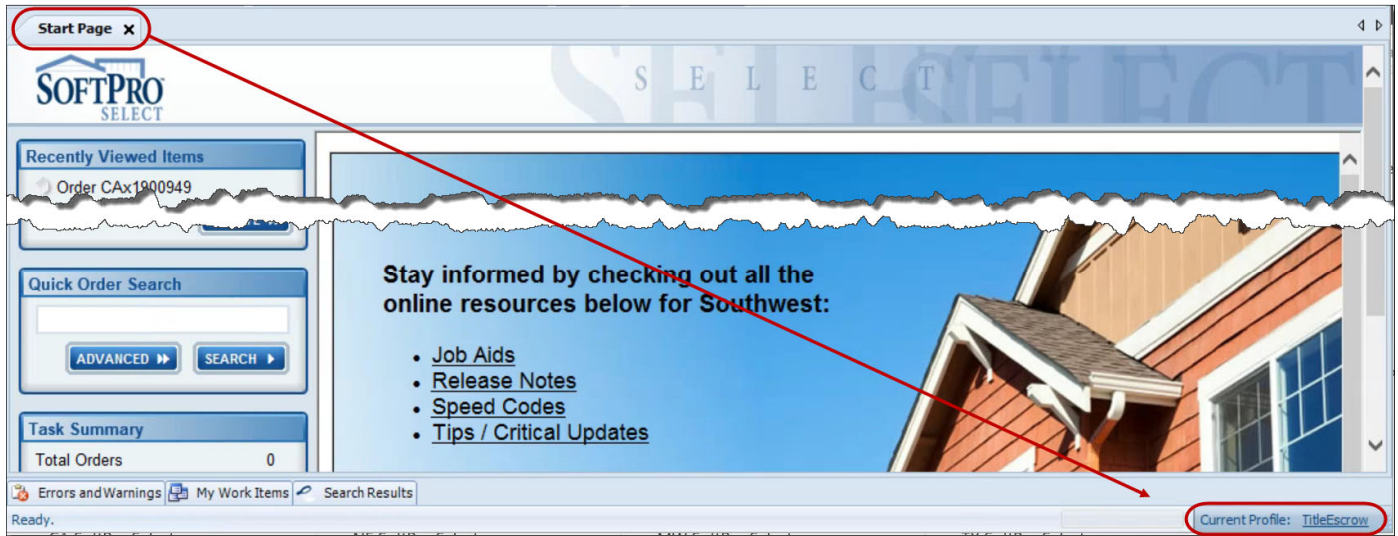 Start Page X
SOFTPRO
SELECT
SELECT
SELECT
Recently Viewed Items
Order CAx1900949
Quick Order Search
ADVANCED
SEARCH
Stay informed by checking out all the
online resources below for Southwest:
• Job Aids
• Release Notes
• Speed Codes
• Tips / Critical Updates
Task Summary
Total Orders 0
Errors and Warnings My Work Items Search Results
Ready. Current Profile: TitleEscrow